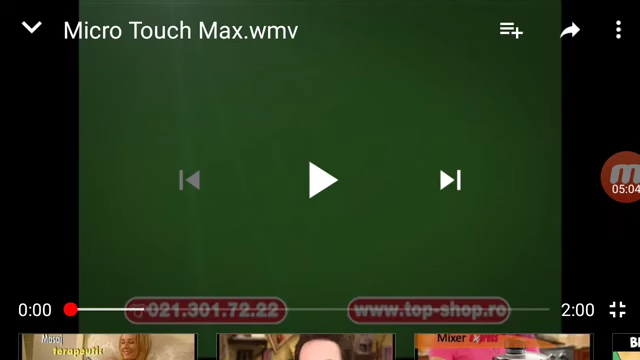 Micro Touch Max.wmv
05:04
021.301.72.22
www.top-shop.ro
0:00
2:00
Masaj
terapeutic
Mixer Express